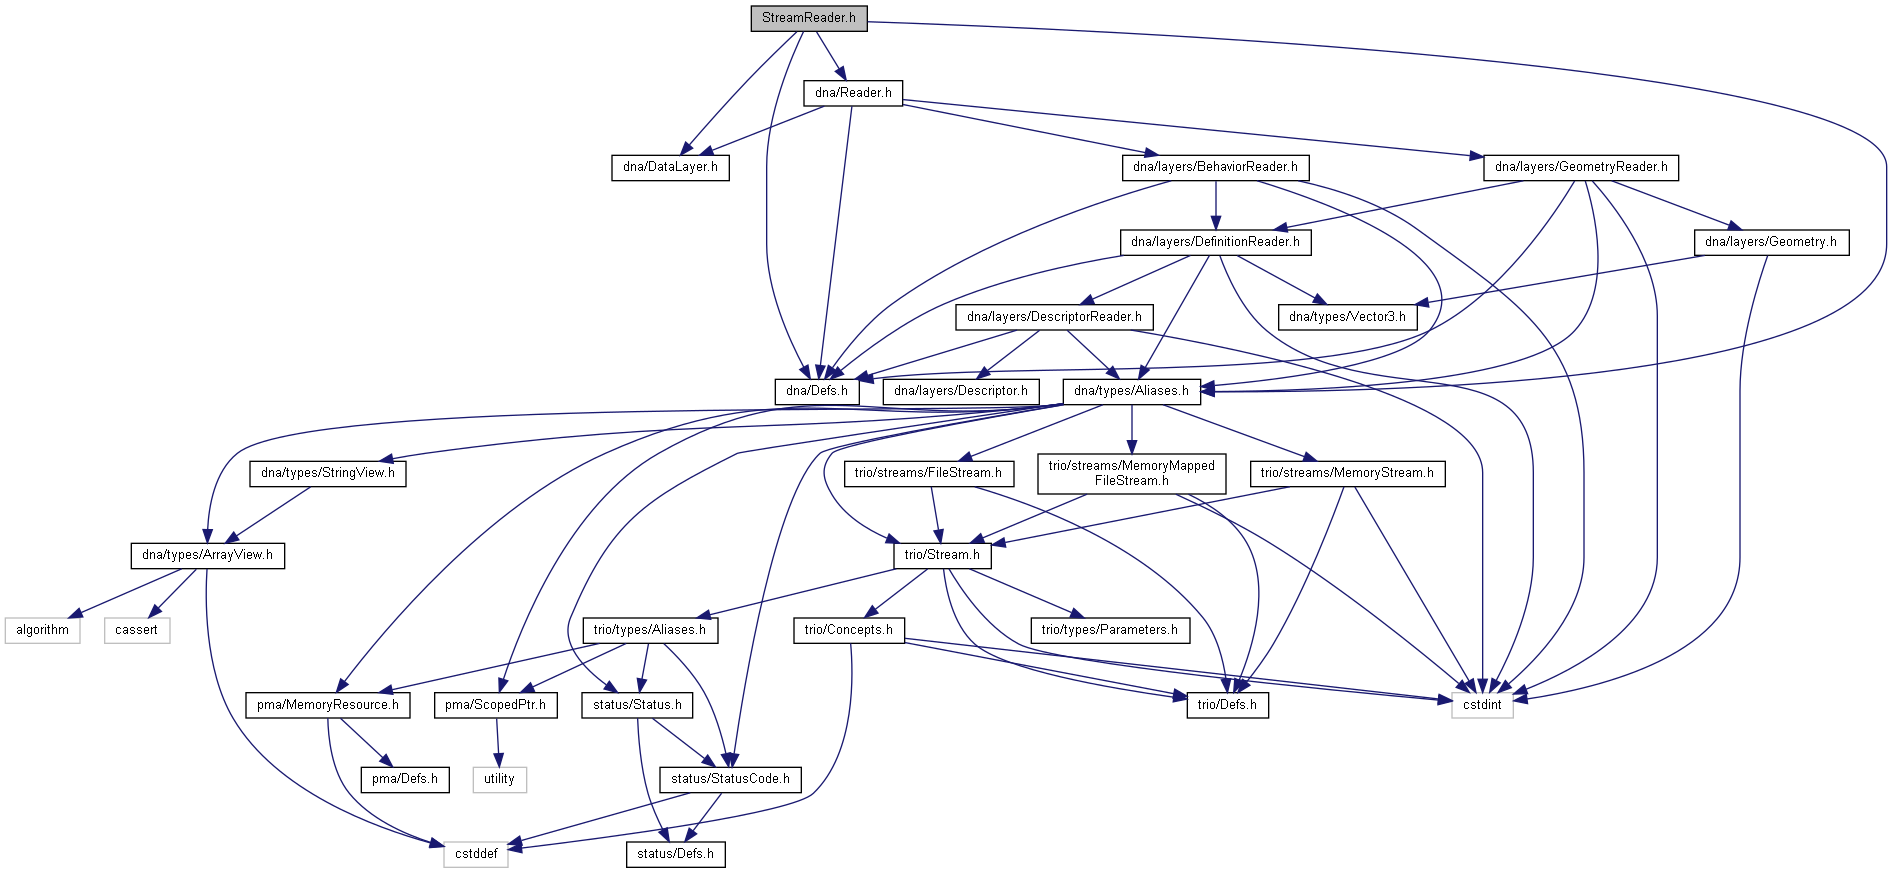 StreamReader.h
dna/Reader.h
dna/DataLayer.h
dna/layers/BehaviorReader.h
dna/layers/GeometryReader.h
dna/layers/DefinitionReader.h
dna/layers/Geometry.h
dna/layers/DescriptorReader.h
dna/types/Vector3.h
dna/Defs.h
dna/layers/Descriptor.h
dna/types/Aliases.h
dna/types/StringView.h
trio/streams/FileStream.h
trio/streams/MemoryMapped
FileStream.h
trio/streams/MemoryStream.h
dna/types/ArrayView.h
trio/Stream.h
algorithm
cassert
trio/types/Aliases.h
trio/Concepts.h
trio/types/Parameters.h
pma/MemoryResource.h
pma/ScopedPtr.h
status/Status.h
trio/Defs.h
cstdint
pma/Defs.h
utility
status/StatusCode.h
cstddef
status/Defs.h